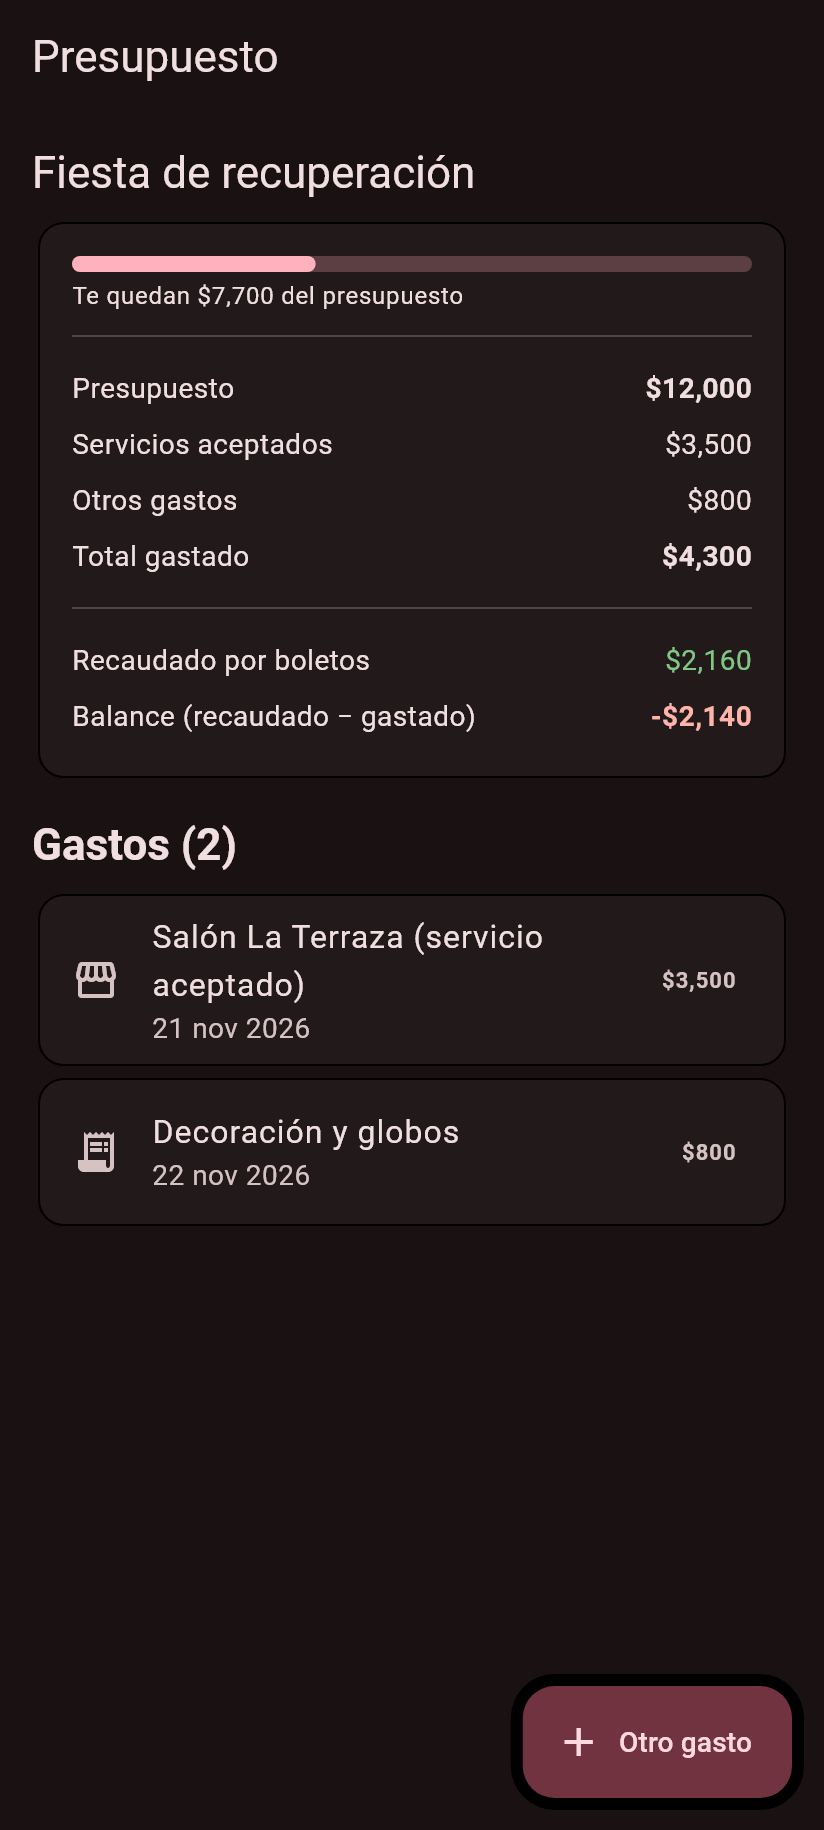 Presupuesto
Fiesta de recuperación
Te quedan $7,700 del presupuesto
Presupuesto $12,000
Servicios aceptados $3,500
Otros gastos $800
Total gastado $4,300
Recaudado por boletos $2,160
Balance (recaudado − gastado) -$2,140
Gastos (2)
Salón La Terraza (servicio
aceptado)
$3,500
21 nov 2026
Decoración y globos
$800
22 nov 2026
+ Otro gasto